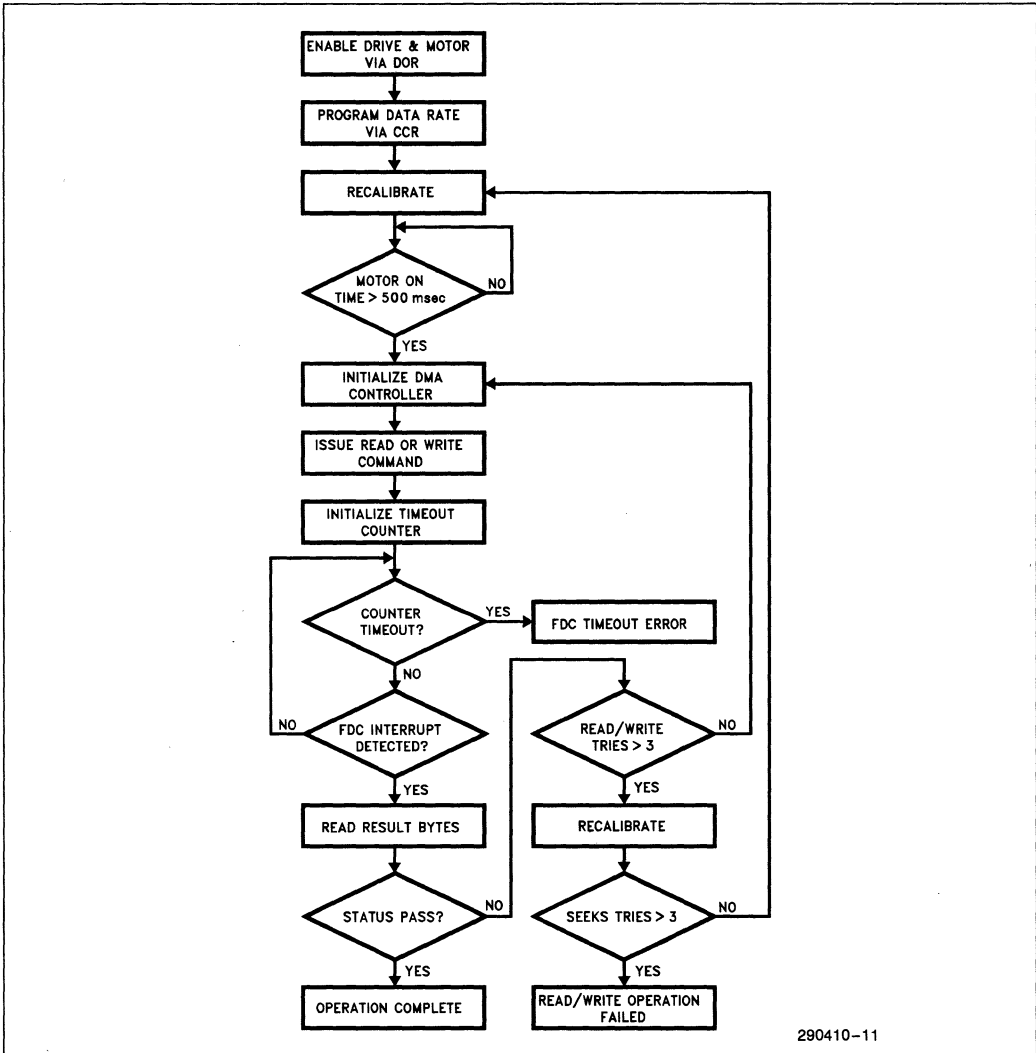 ENABLE DRIVE & MOTOR
VIA DOR
PROGRAM DATA RATE
VIA CCR
RECALIBRATE
MOTOR ON
TIME > 500 msec
NO
YES
INITIALIZE DMA
CONTROLLER
ISSUE READ OR WRITE
COMMAND
INITIALIZE TIMEOUT
COUNTER
COUNTER
TIMEOUT?
YES
FDC TIMEOUT ERROR
NO
FDC INTERRUPT
DETECTED?
NO
YES
READ/WRITE
TRIES > 3
NO
YES
READ RESULT BYTES
RECALIBRATE
STATUS PASS?
NO
YES
SEEKS TRIES > 3
NO
YES
OPERATION COMPLETE
READ/WRITE OPERATION
FAILED
290410-11